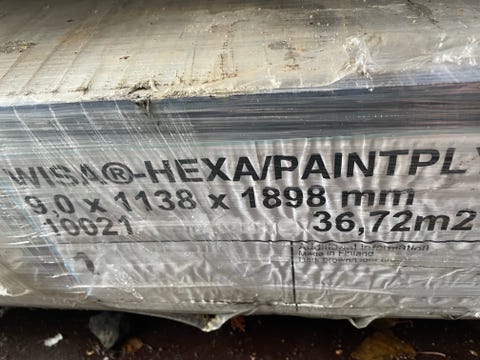 WISA®-HEXA/PAINTPL
9.0 x 1138 x 1898 mm
10021 36,72m2
Additional Information
Made in Finland